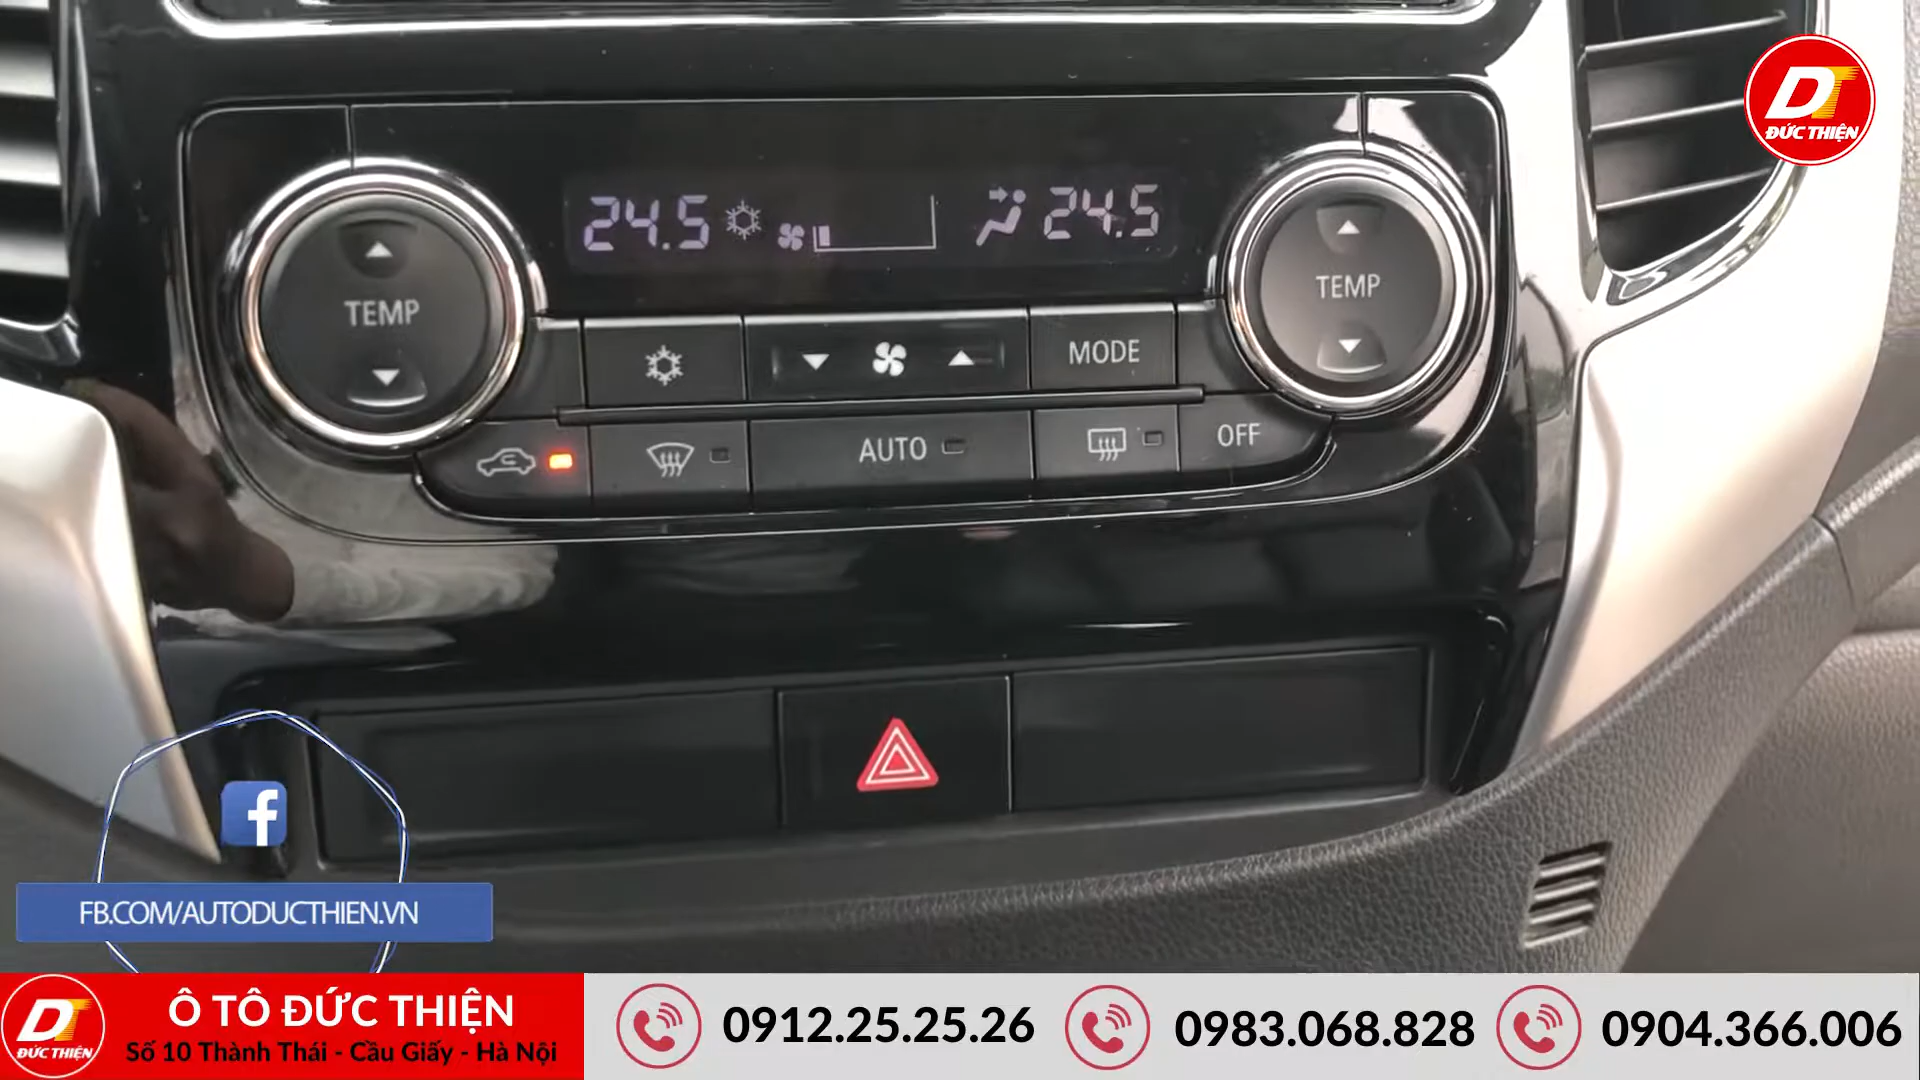 ĐỨC THIỆN
24.5
24.5
TEMP
TEMP
MODE
AUTO
OFF
FB.COM/AUTODUCTHIEN.VN
ĐỨC THIỆN
Ô TÔ ĐỨC THIỆN
Số 10 Thành Thái - Cầu Giấy - Hà Nội
0912.25.25.26
0983.068.828
0904.366.006